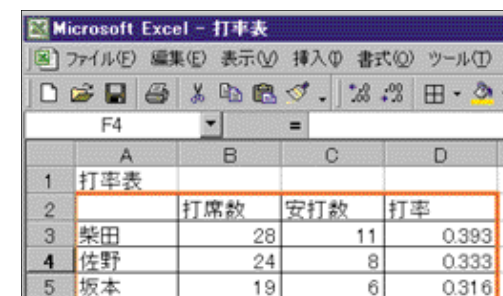 Microsoft Excel - 打率表
ファイル(F) 編集(E) 表示(V) 挿入(I) 書式(O) ツール(T)
F4 =
A B C D
1 打率表
2 打席数 安打数 打率
3 柴田 28 11 0.393
4 佐野 24 8 0.333
5 坂本 19 6 0.316